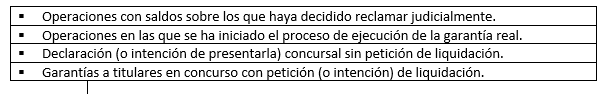 ▪ Operaciones con saldos sobre los que haya decidido reclamar judicialmente.
▪ Operaciones en las que se ha iniciado el proceso de ejecución de la garantía real.
▪ Declaración (o intención de presentarla) concursal sin petición de liquidación.
▪ Garantías a titulares en concurso con petición (o intención) de liquidación.